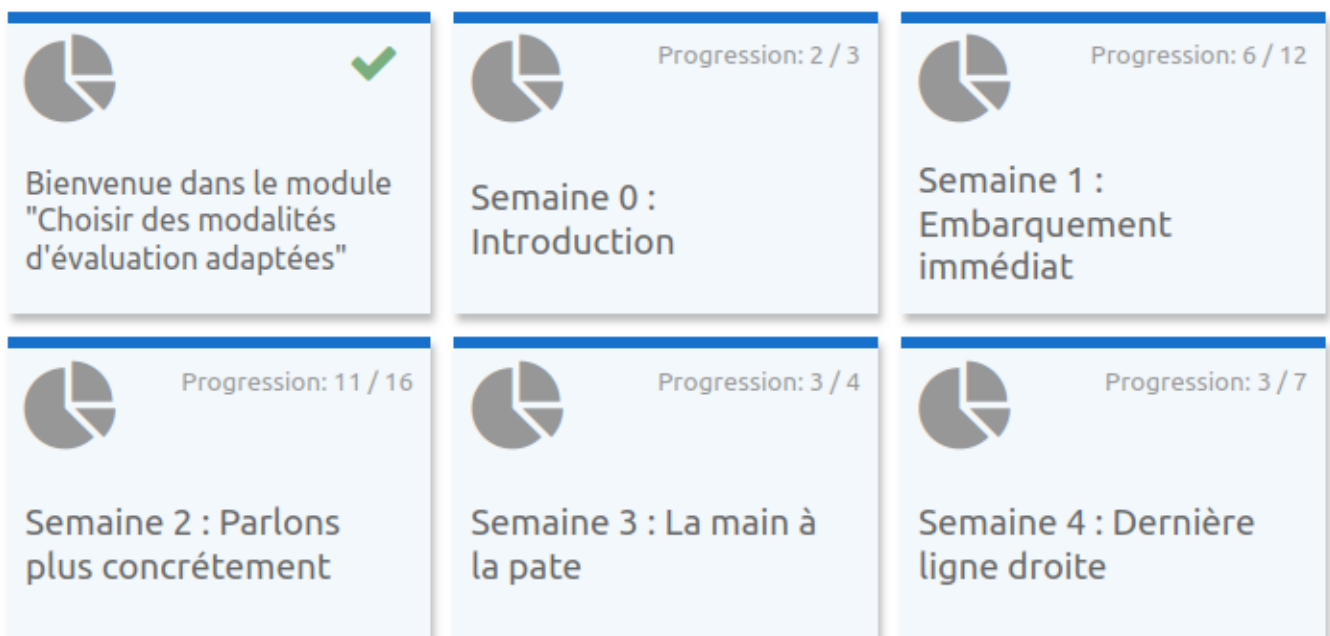 Bienvenue dans le module
"Choisir des modalités
d'évaluation adaptées"
Progression: 2 / 3
Semaine 0 :
Introduction
Progression: 6 / 12
Semaine 1 :
Embarquement
immédiat
Progression: 11 / 16
Semaine 2 : Parlons
plus concrétement
Progression: 3 / 4
Semaine 3 : La main à
la pate
Progression: 3 / 7
Semaine 4 : Dernière
ligne droite